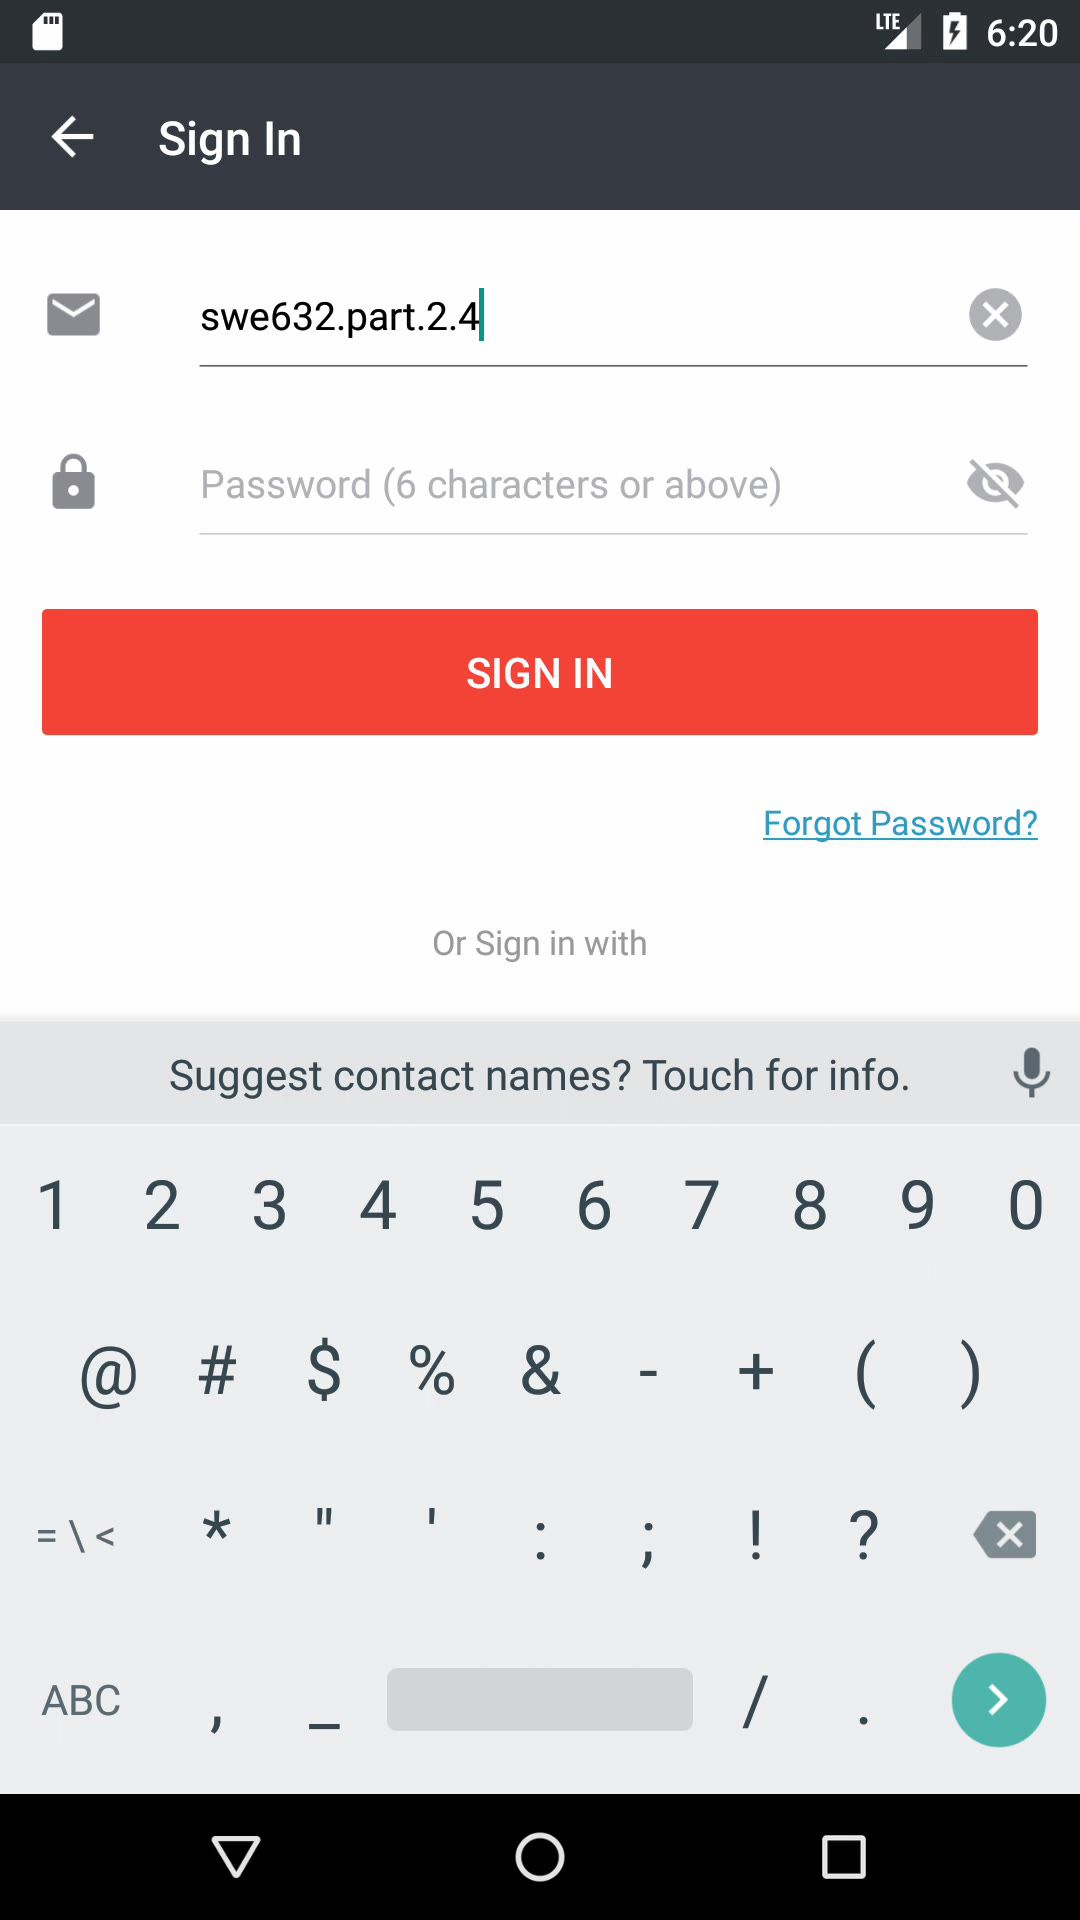 LTE 6:20
Sign In
swe632.part.2.4
Password (6 characters or above)
SIGN IN
Forgot Password?
Or Sign in with
Suggest contact names? Touch for info.
1 2 3 4 5 6 7 8 9 0
@ # $ % & - + ( )
= \ < * " ' : ; ! ?
ABC , _ / .